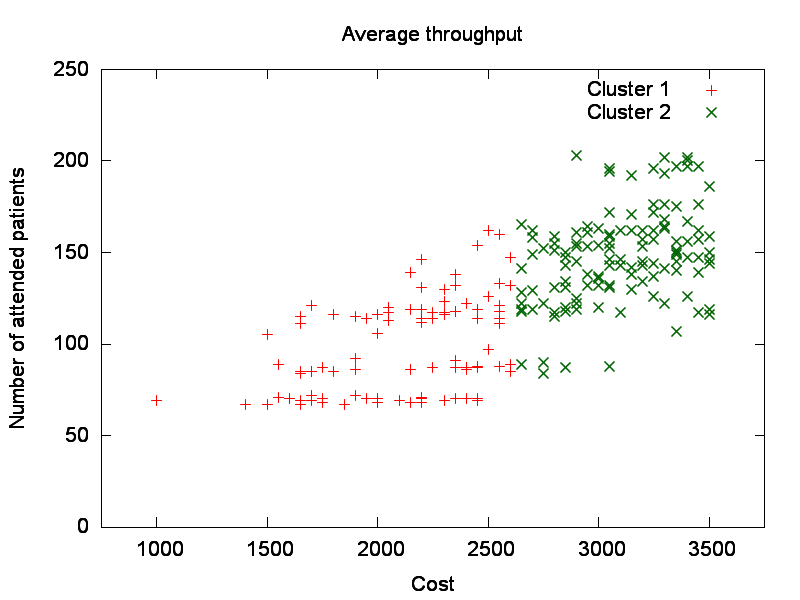 Average throughput
Cluster 1
Cluster 2
Number of attended patients
250
200
150
100
50
0
1000 1500 2000 2500 3000 3500
Cost